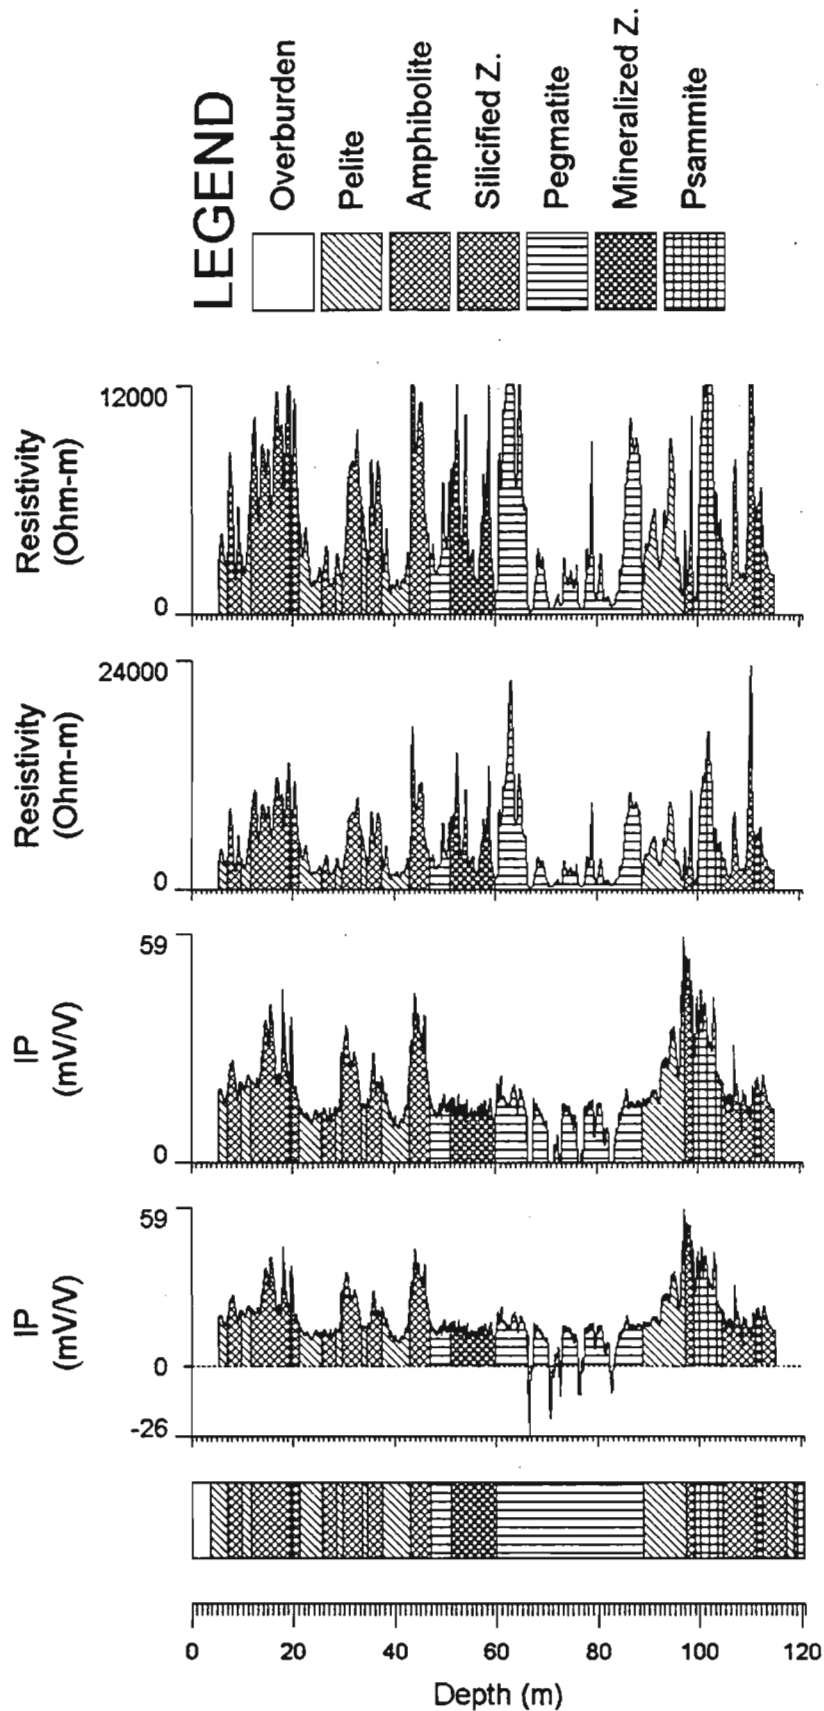 LEGEND
Overburden
Pelite
Amphibolite
Silicified Z.
Pegmatite
Mineralized Z.
Psammite
12000
Resistivity
(Ohm-m)
0
24000
Resistivity
(Ohm-m)
0
59
IP
(mV/V)
0
59
IP
(mV/V)
0
-26
0 20 40 60 80 100 120
Depth (m)